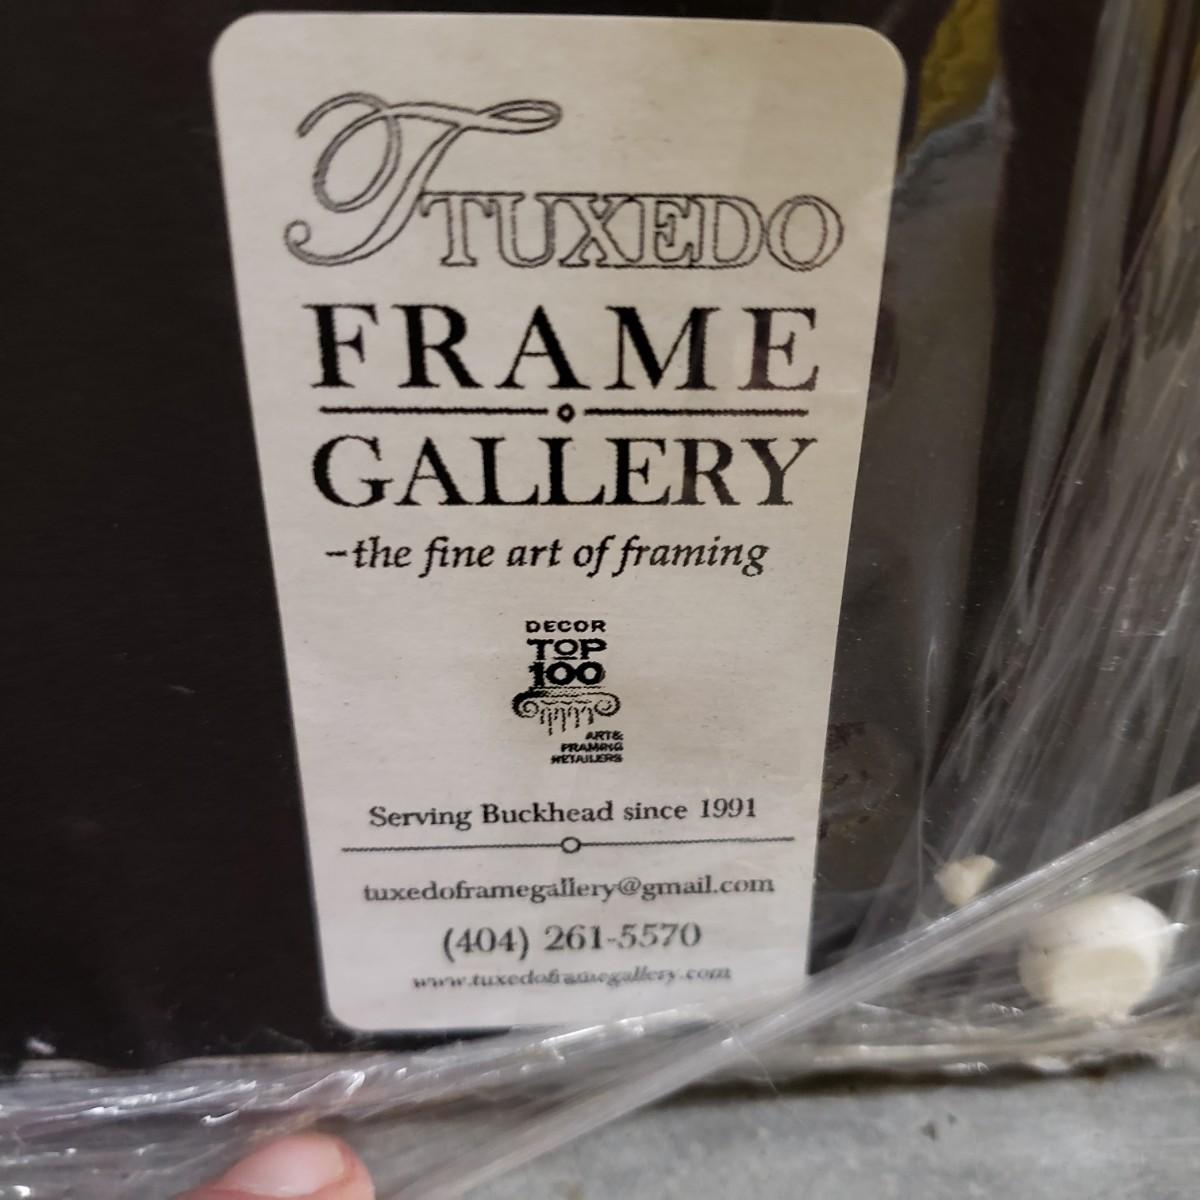 T TUXEDO
FRAME
GALLERY
–the fine art of framing
DECOR
TOP
100
ART&
FRAMING
RETAILERS
Serving Buckhead since 1991
tuxedoframegallery@gmail.com
(404) 261-5570
www.tuxedoframegallery.com